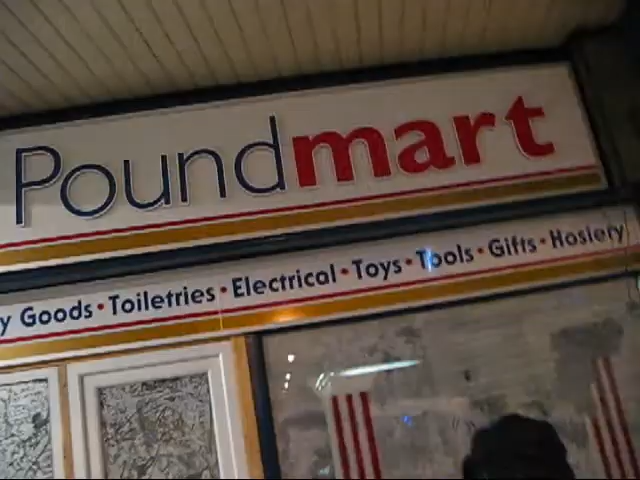 Poundmart
y Goods • Toiletries • Electrical • Toys • Tools • Gifts • Hosiery